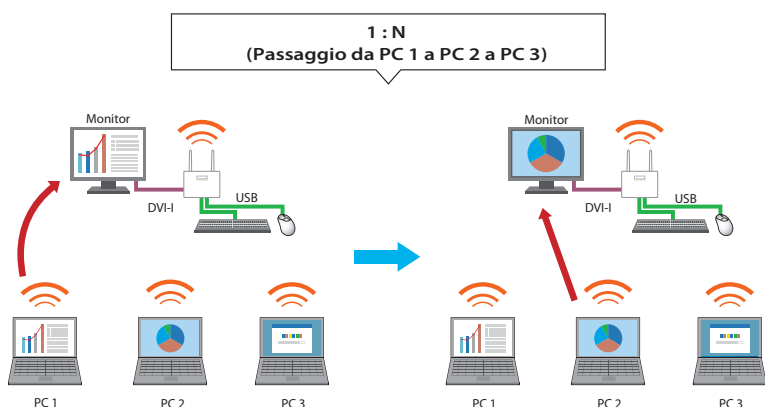 1 : N
(Passaggio da PC 1 a PC 2 a PC 3)
Monitor
USB
DVI-I
PC 1
PC 2
PC 3
Monitor
USB
DVI-I
PC 1
PC 2
PC 3